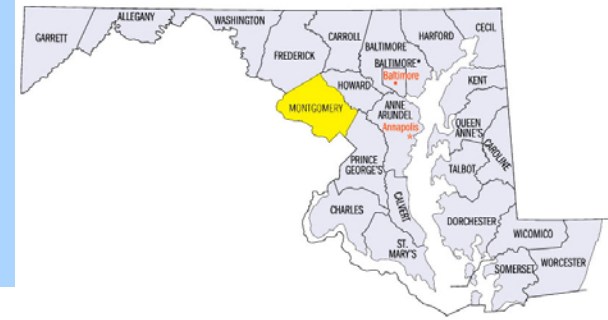 GARRETT
ALLEGANY
WASHINGTON
FREDERICK
CARROLL
BALTIMORE
HARFORD
CECIL
BALTIMORE*
Baltimore
HOWARD
KENT
MONTGOMERY
ANNE
ARUNDEL
Annapolis
QUEEN
ANNE'S
CAROLINE
TALBOT
PRINCE
GEORGE'S
CALVERT
CHARLES
ST.
MARY'S
DORCHESTER
WICOMICO
SOMERSET
WORCESTER